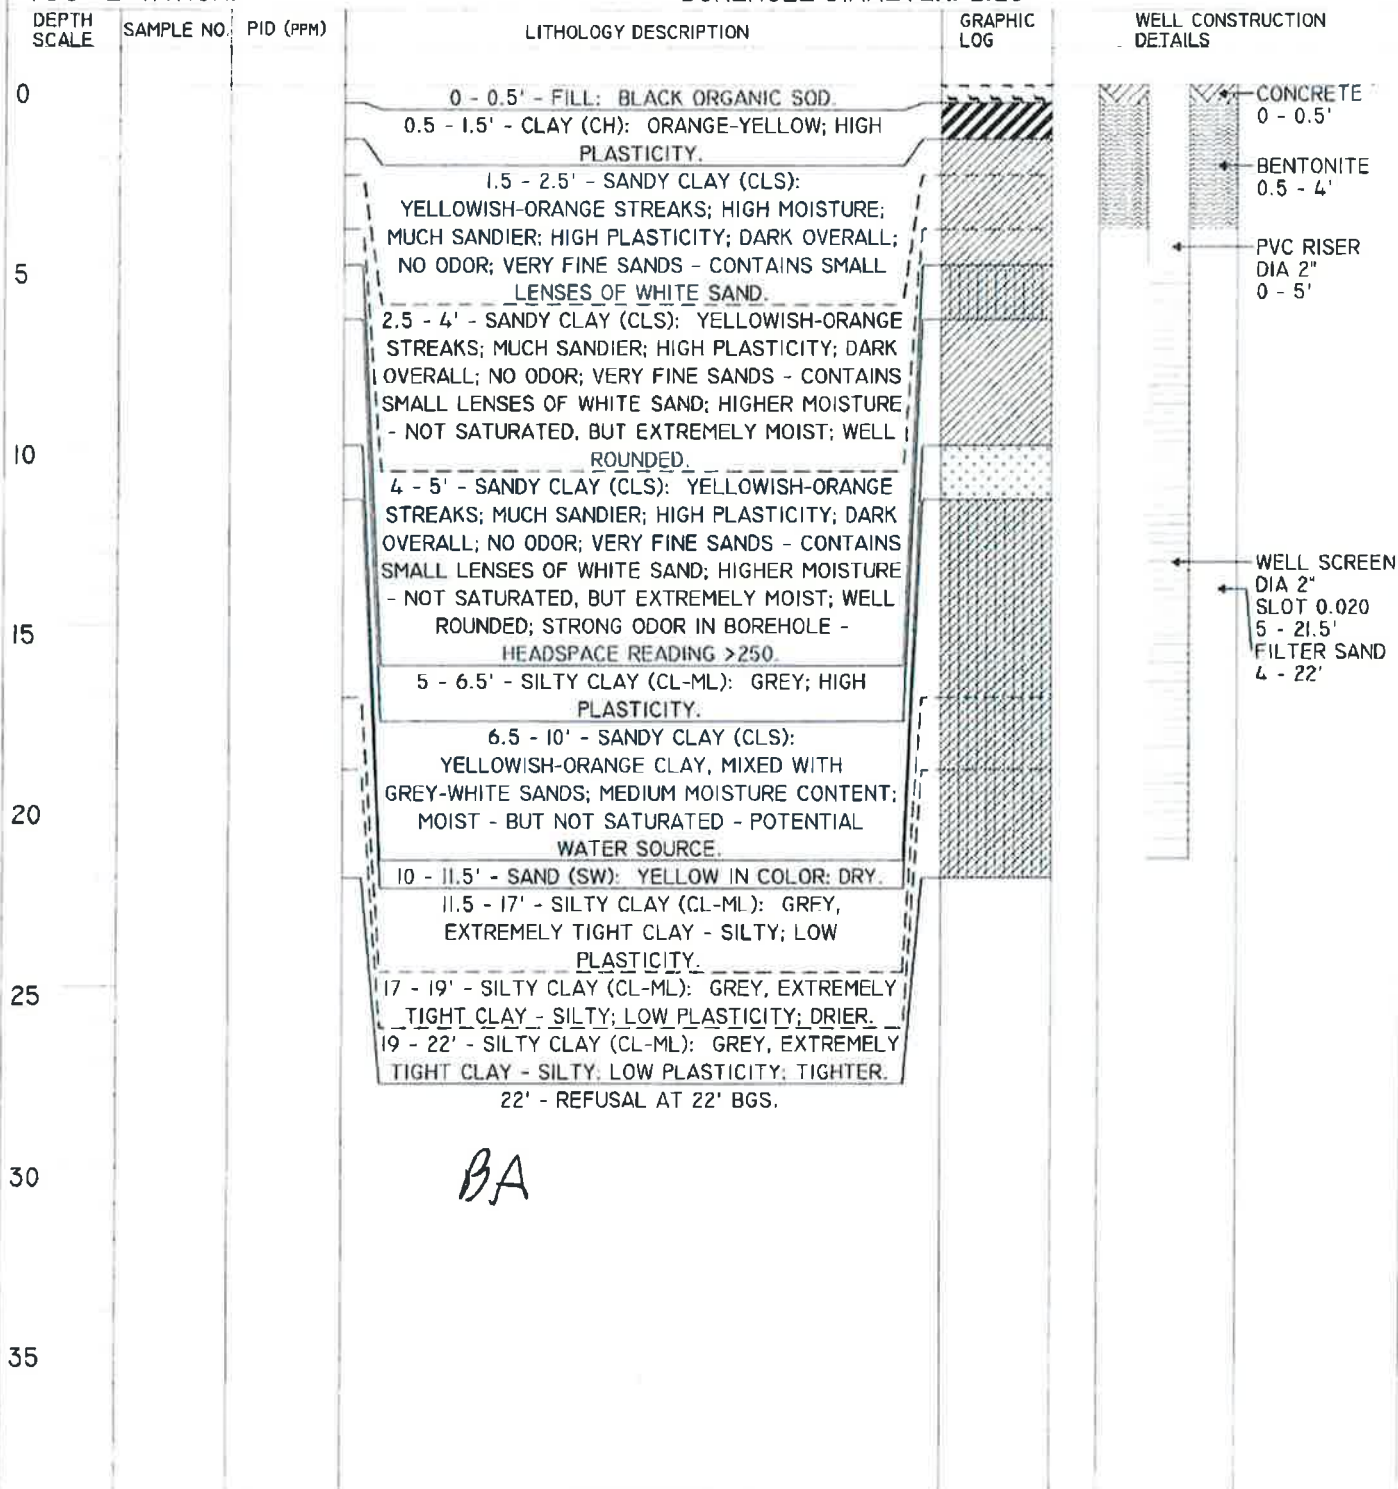 DEPTH
SCALE
SAMPLE NO.
PID (PPM)
LITHOLOGY DESCRIPTION
GRAPHIC
LOG
WELL CONSTRUCTION
DETAILS
0
0 - 0.5' - FILL: BLACK ORGANIC SOD.
0.5 - 1.5' - CLAY (CH): ORANGE-YELLOW; HIGH
PLASTICITY.
1.5 - 2.5' - SANDY CLAY (CLS):
YELLOWISH-ORANGE STREAKS; HIGH MOISTURE;
MUCH SANDIER; HIGH PLASTICITY; DARK OVERALL;
NO ODOR; VERY FINE SANDS - CONTAINS SMALL
LENSES OF WHITE SAND.
2.5 - 4' - SANDY CLAY (CLS): YELLOWISH-ORANGE
STREAKS; MUCH SANDIER; HIGH PLASTICITY; DARK
OVERALL; NO ODOR; VERY FINE SANDS - CONTAINS
SMALL LENSES OF WHITE SAND; HIGHER MOISTURE
- NOT SATURATED, BUT EXTREMELY MOIST; WELL
ROUNDED.
4 - 5' - SANDY CLAY (CLS): YELLOWISH-ORANGE
STREAKS; MUCH SANDIER; HIGH PLASTICITY; DARK
OVERALL; NO ODOR; VERY FINE SANDS - CONTAINS
SMALL LENSES OF WHITE SAND; HIGHER MOISTURE
- NOT SATURATED, BUT EXTREMELY MOIST; WELL
ROUNDED; STRONG ODOR IN BOREHOLE -
HEADSPACE READING >250.
5 - 6.5' - SILTY CLAY (CL-ML): GREY; HIGH
PLASTICITY.
6.5 - 10' - SANDY CLAY (CLS):
YELLOWISH-ORANGE CLAY, MIXED WITH
GREY-WHITE SANDS; MEDIUM MOISTURE CONTENT;
MOIST - BUT NOT SATURATED - POTENTIAL
WATER SOURCE.
10 - 11.5' - SAND (SW): YELLOW IN COLOR; DRY.
11.5 - 17' - SILTY CLAY (CL-ML): GREY,
EXTREMELY TIGHT CLAY - SILTY; LOW
PLASTICITY.
17 - 19' - SILTY CLAY (CL-ML): GREY, EXTREMELY
TIGHT CLAY - SILTY; LOW PLASTICITY; DRIER.
19 - 22' - SILTY CLAY (CL-ML): GREY, EXTREMELY
TIGHT CLAY - SILTY; LOW PLASTICITY; TIGHTER.
22' - REFUSAL AT 22' BGS.
BA
5
10
15
20
25
30
35
CONCRETE
0 - 0.5'
BENTONITE
0.5 - 4'
PVC RISER
DIA 2"
0 - 5'
WELL SCREEN
DIA 2"
SLOT 0.020
5 - 21.5'
FILTER SAND
4 - 22'